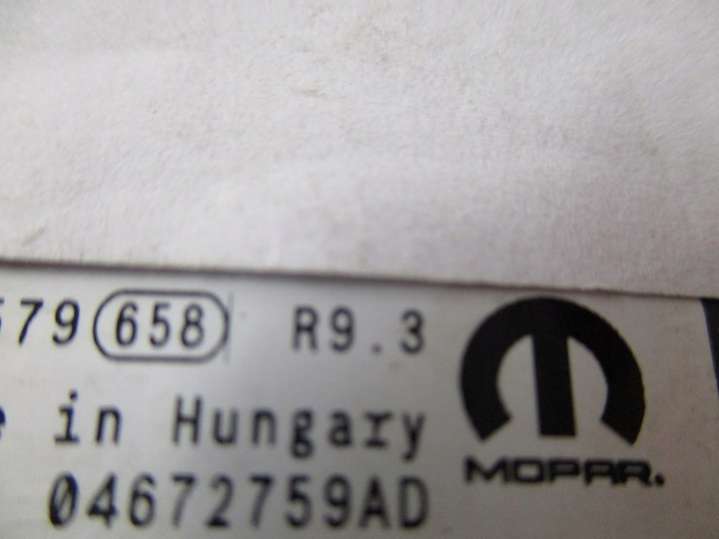 579 658 R9.3
e in Hungary
04672759AD
MOPAR.